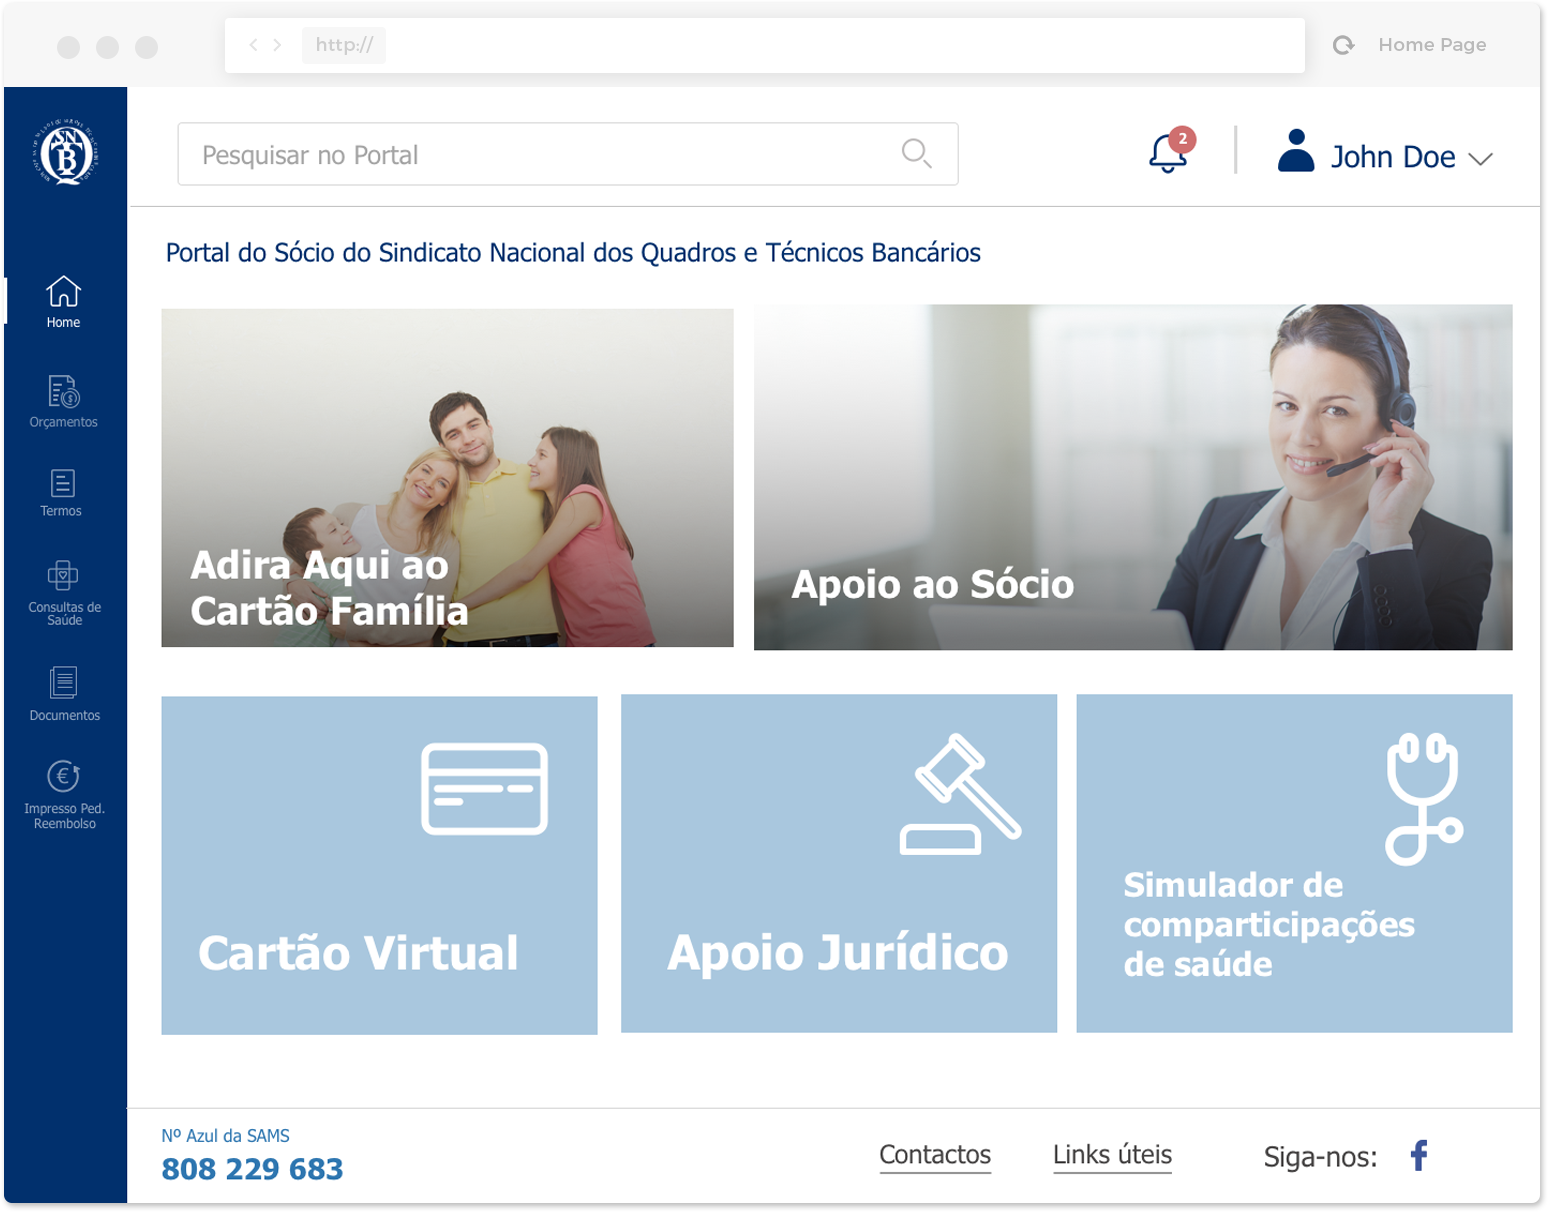 http://
Home Page
SNQTB
Pesquisar no Portal
2
John Doe
Portal do Sócio do Sindicato Nacional dos Quadros e Técnicos Bancários
Home
Orçamentos
Termos
Consultas de
Saúde
Documentos
Impresso Ped.
Reembolso
Adira Aqui ao
Cartão Família
Apoio ao Sócio
Cartão Virtual
Apoio Jurídico
Simulador de
comparticipações
de saúde
Nº Azul da SAMS
808 229 683
Contactos
Links úteis
Siga-nos: